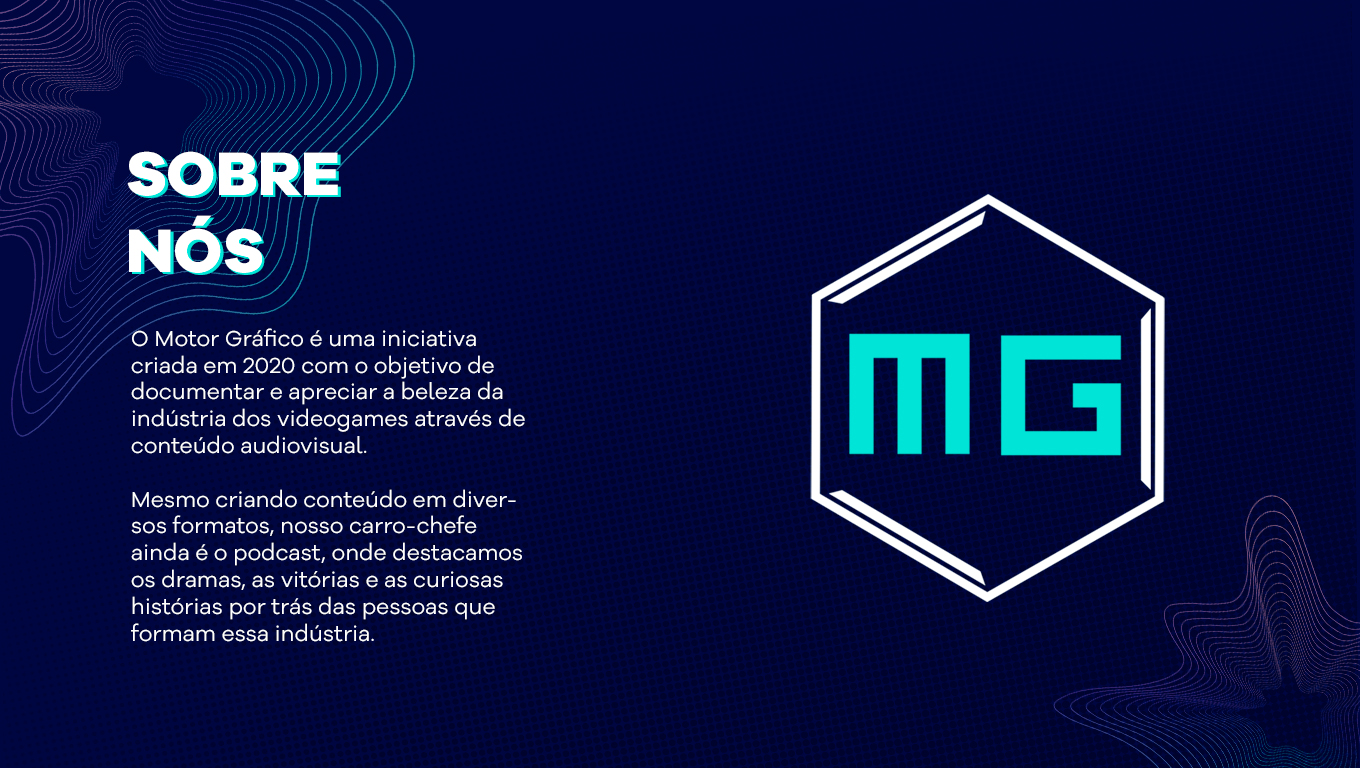 SOBRE
NÓS
O Motor Gráfico é uma iniciativa
criada em 2020 com o objetivo de
documentar e apreciar a beleza da
indústria dos videogames através de
conteúdo audiovisual.
Mesmo criando conteúdo em diver-
sos formatos, nosso carro-chefe
ainda é o podcast, onde destacamos
os dramas, as vitórias e as curiosas
histórias por trás das pessoas que
formam essa indústria.
MG